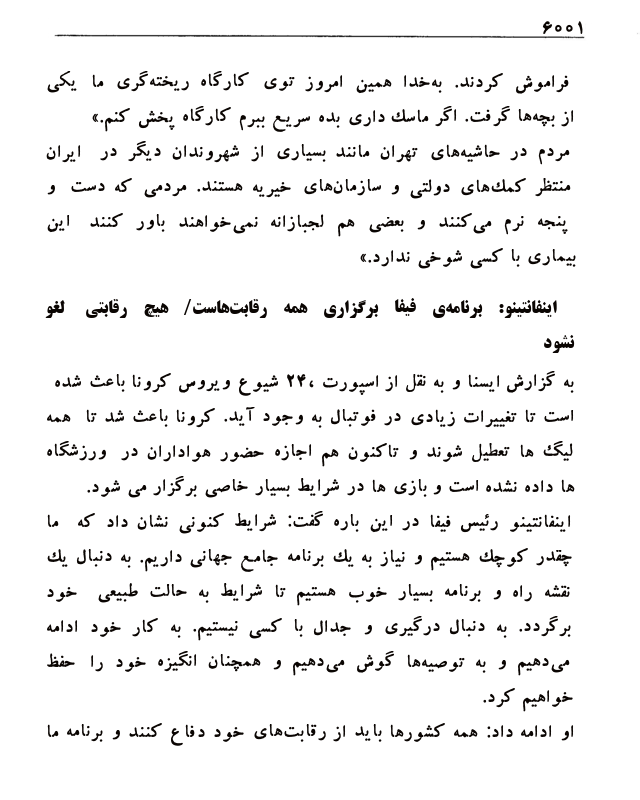 ۶۰۰۱
فراموش کردند. به‌خدا همین امروز توی کارگاه ریخته‌گری ما یکی
از بچه‌ها گرفت. اگر ماسك داری بده سریع ببرم کارگاه پخش کنم.»
مردم در حاشیه‌های تهران مانند بسیاری از شهروندان دیگر در ایران
منتظر کمك‌های دولتی و سازمان‌های خیریه هستند. مردمی که دست و
پنجه نرم می‌کنند و بعضی هم لجبازانه نمی‌خواهند باور کنند این
بیماری با کسی شوخی ندارد.»
اینفانتینو: برنامه‌ی فیفا برگزاری همه رقابت‌هاست/ هیچ رقابتی لغو
نشود
به گزارش ایسنا و به نقل از اسپورت ،۲۴ شیوع ویروس کرونا باعث شده
است تا تغییرات زیادی در فوتبال به وجود آید. کرونا باعث شد تا همه
لیگ ها تعطیل شوند و تاکنون هم اجازه حضور هواداران در ورزشگاه
ها داده نشده است و بازی ها در شرایط بسیار خاصی برگزار می شود.
اینفانتینو رئیس فیفا در این باره گفت: شرایط کنونی نشان داد که ما
چقدر کوچك هستیم و نیاز به یك برنامه جامع جهانی داریم. به دنبال یك
نقشه راه و برنامه بسیار خوب هستیم تا شرایط به حالت طبیعی خود
برگردد. به دنبال درگیری و جدال با کسی نیستیم. به کار خود ادامه
می‌دهیم و به توصیه‌ها گوش می‌دهیم و همچنان انگیزه خود را حفظ
خواهیم کرد.
او ادامه داد: همه کشورها باید از رقابت‌های خود دفاع کنند و برنامه ما